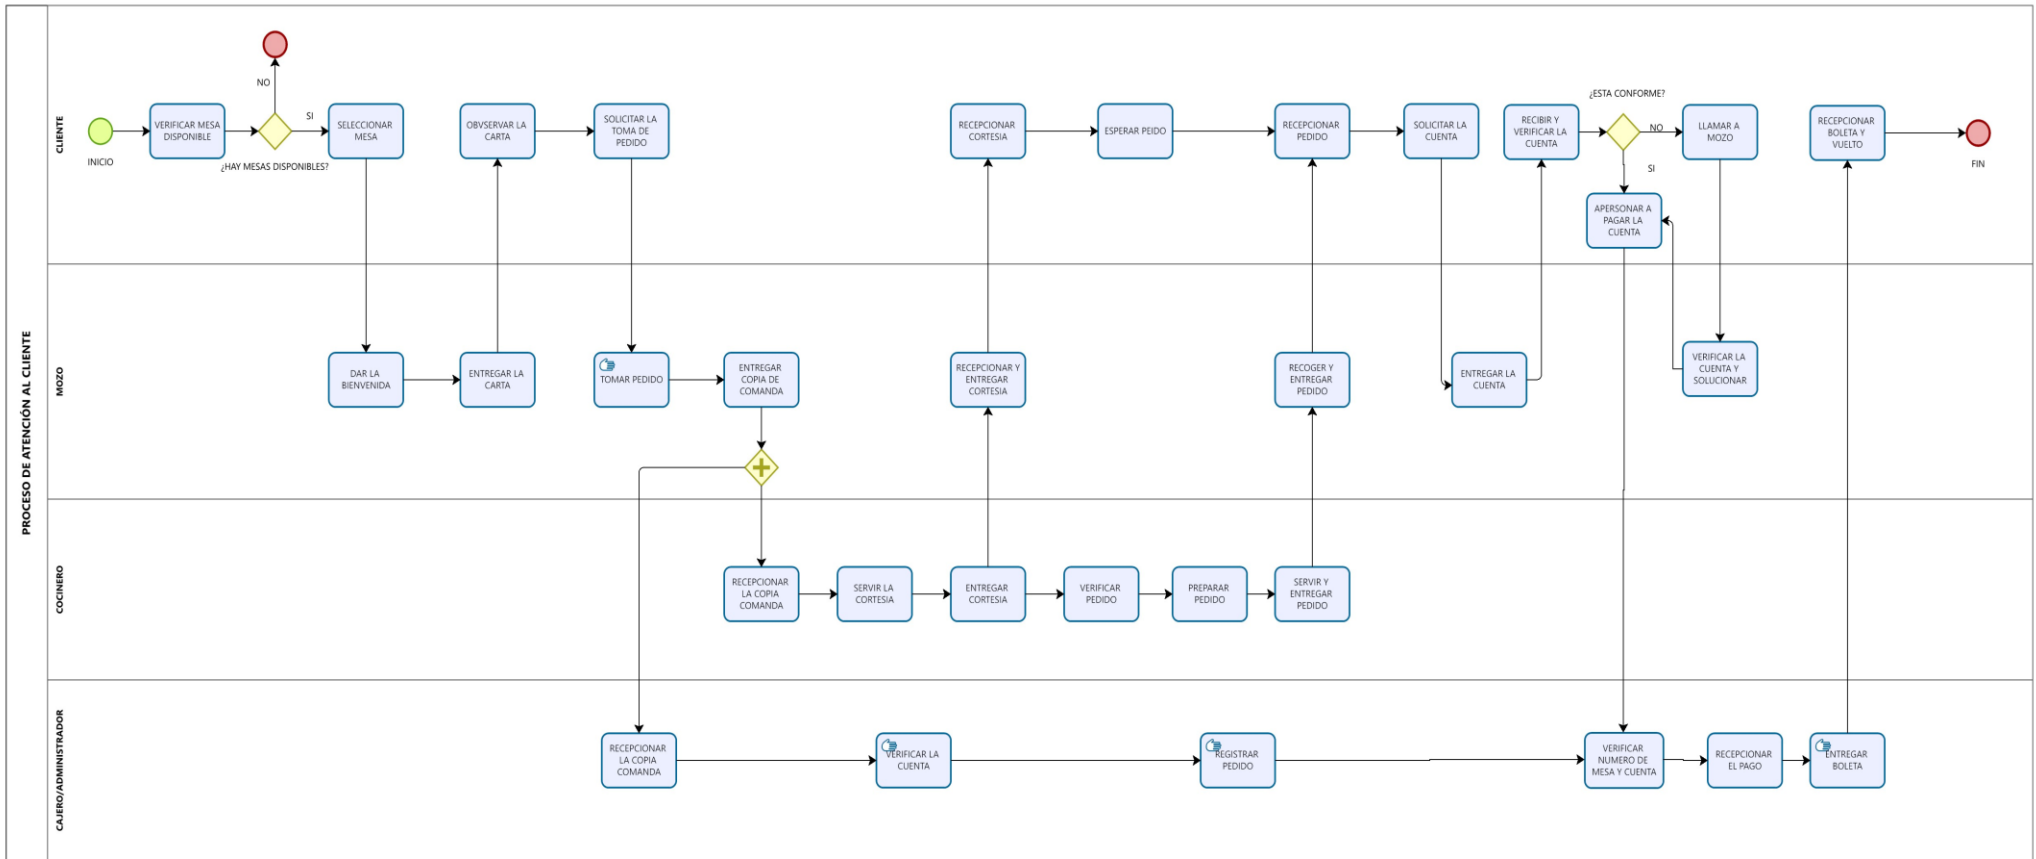 PROCESO DE ATENCIÓN AL CLIENTE
CLIENTE
INICIO
VERIFICAR MESA
DISPONIBLE
¿HAY MESAS DISPONIBLES?
NO
SI
SELECCIONAR
MESA
OBVSERVAR LA
CARTA
SOLICITAR LA
TOMA DE
PEDIDO
RECEPCIONAR
CORTESIA
ESPERAR PEIDO
RECEPCIONAR
PEDIDO
SOLICITAR LA
CUENTA
RECIBIR Y
VERIFICAR LA
CUENTA
¿ESTA CONFORME?
NO
SI
LLAMAR A
MOZO
APERSONAR A
PAGAR LA
CUENTA
RECEPCIONAR
BOLETA Y
VUELTO
FIN
MOZO
DAR LA
BIENVENIDA
ENTREGAR LA
CARTA
TOMAR PEDIDO
ENTREGAR
COPIA DE
COMANDA
RECEPCIONAR Y
ENTREGAR
CORTESIA
RECOGER Y
ENTREGAR
PEDIDO
ENTREGAR LA
CUENTA
VERIFICAR LA
CUENTA Y
SOLUCIONAR
COCINERO
RECEPCIONAR
LA COPIA
COMANDA
SERVIR LA
CORTESIA
ENTREGAR
CORTESIA
VERIFICAR
PEDIDO
PREPARAR
PEDIDO
SERVIR Y
ENTREGAR
PEDIDO
CAJERO/ADMINISTRADOR
RECEPCIONAR
LA COPIA
COMANDA
VERIFICAR LA
CUENTA
REGISTRAR
PEDIDO
VERIFICAR
NUMERO DE
MESA Y CUENTA
RECEPCIONAR
EL PAGO
ENTREGAR
BOLETA